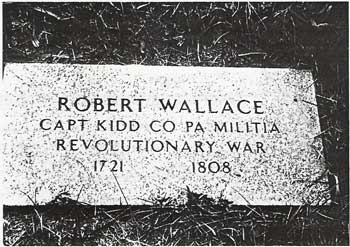 ROBERT WALLACE
CAPT KIDD CO PA MILITIA
REVOLUTIONARY WAR
1721 1808